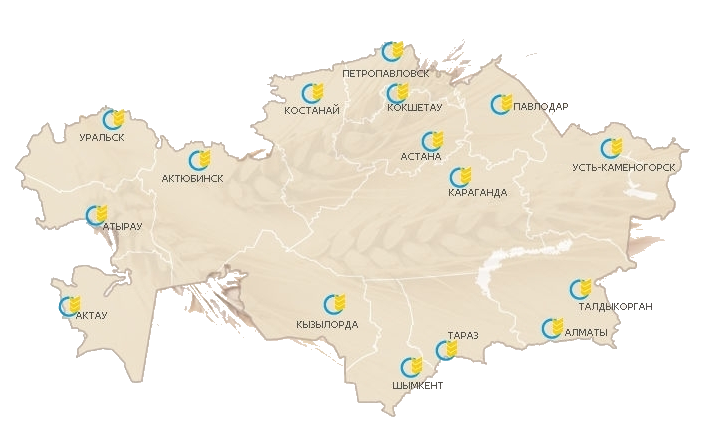 ПЕТРОПАВЛОВСК
КОСТАНАЙ
КОКШЕТАУ
ПАВЛОДАР
УРАЛЬСК
АСТАНА
УСТЬ-КАМЕНОГОРСК
АКТЮБИНСК
КАРАГАНДА
АТЫРАУ
ТАЛДЫКОРГАН
АКТАУ
КЫЗЫЛОРДА
ТАРАЗ
АЛМАТЫ
ШЫМКЕНТ